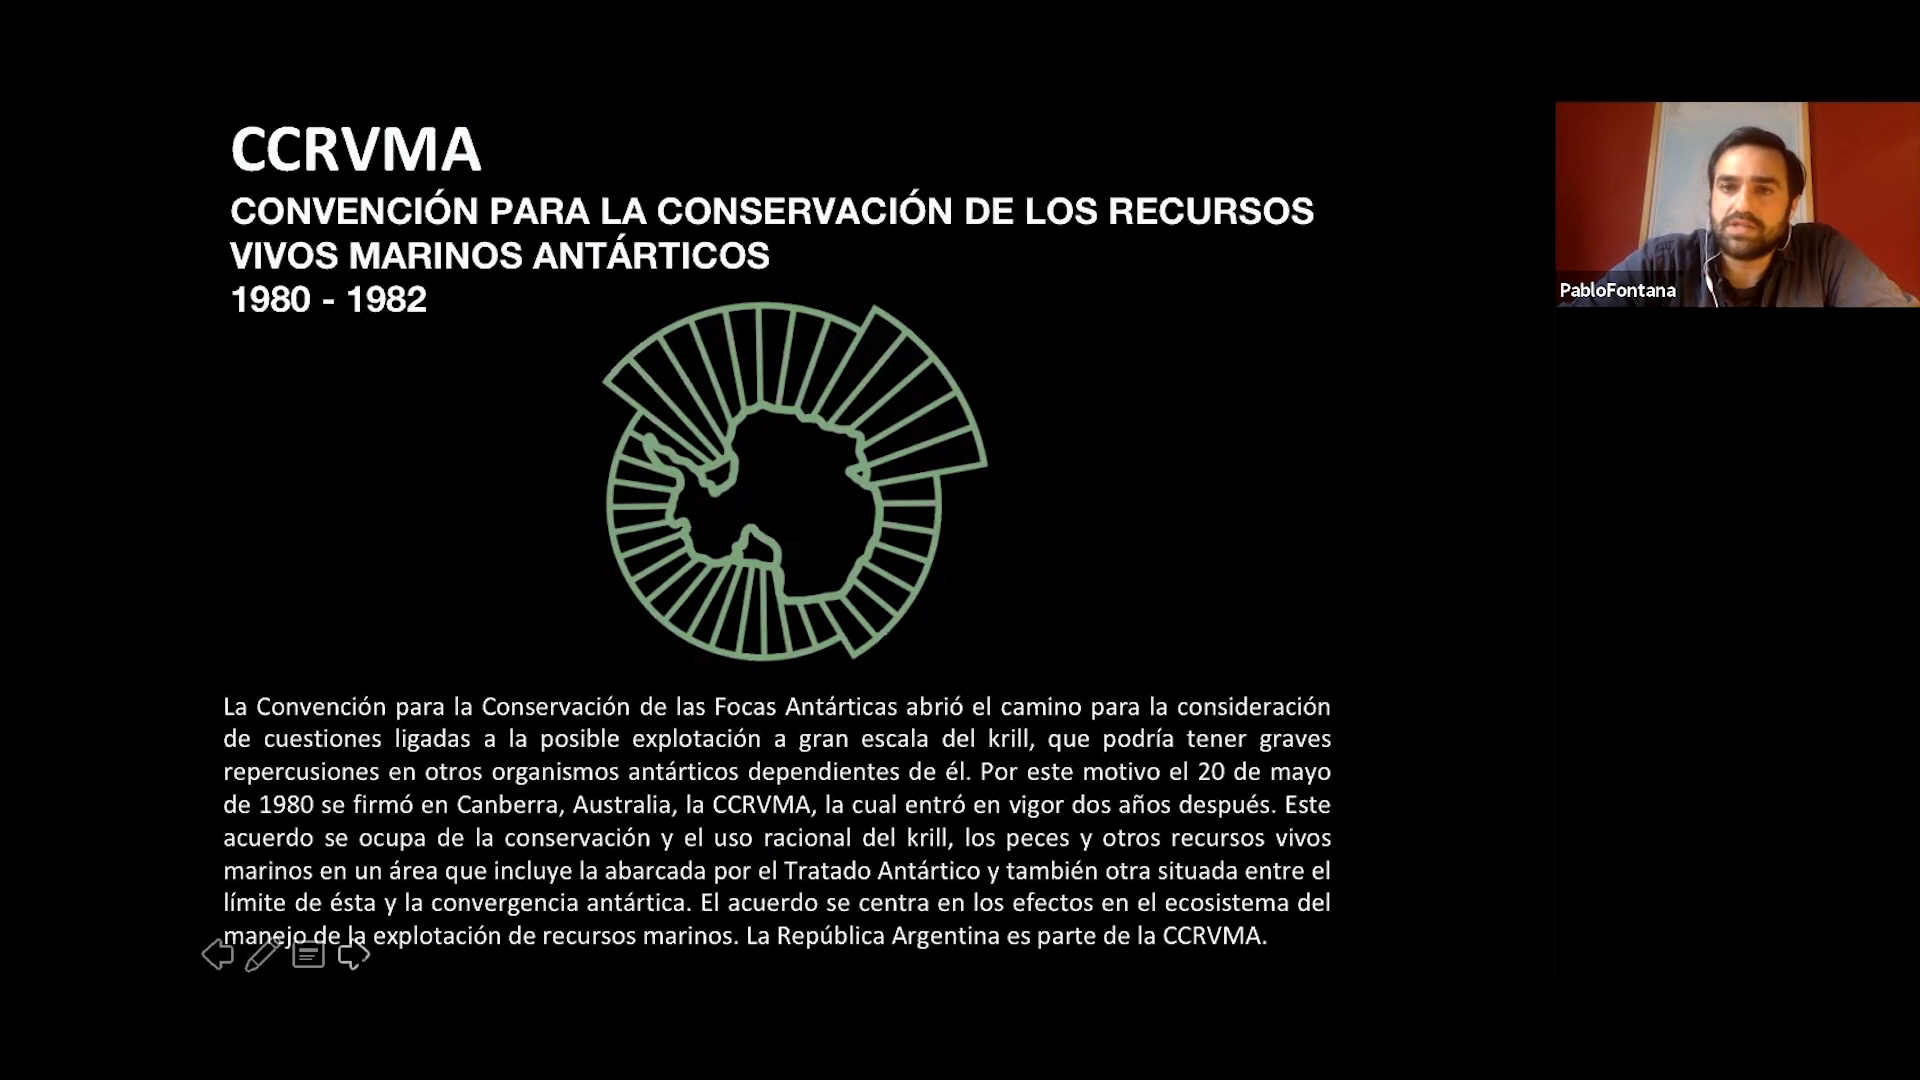 CCRVMA
CONVENCIÓN PARA LA CONSERVACIÓN DE LOS RECURSOS
VIVOS MARINOS ANTÁRTICOS
1980 - 1982
PabloFontana
La Convención para la Conservación de las Focas Antárticas abrió el camino para la consideración
de cuestiones ligadas a la posible explotación a gran escala del krill, que podría tener graves
repercusiones en otros organismos antárticos dependientes de él. Por este motivo el 20 de mayo
de 1980 se firmó en Canberra, Australia, la CCRVMA, la cual entró en vigor dos años después. Este
acuerdo se ocupa de la conservación y el uso racional del krill, los peces y otros recursos vivos
marinos en un área que incluye la abarcada por el Tratado Antártico y también otra situada entre el
límite de ésta y la convergencia antártica. El acuerdo se centra en los efectos en el ecosistema del
manejo de la explotación de recursos marinos. La República Argentina es parte de la CCRVMA.